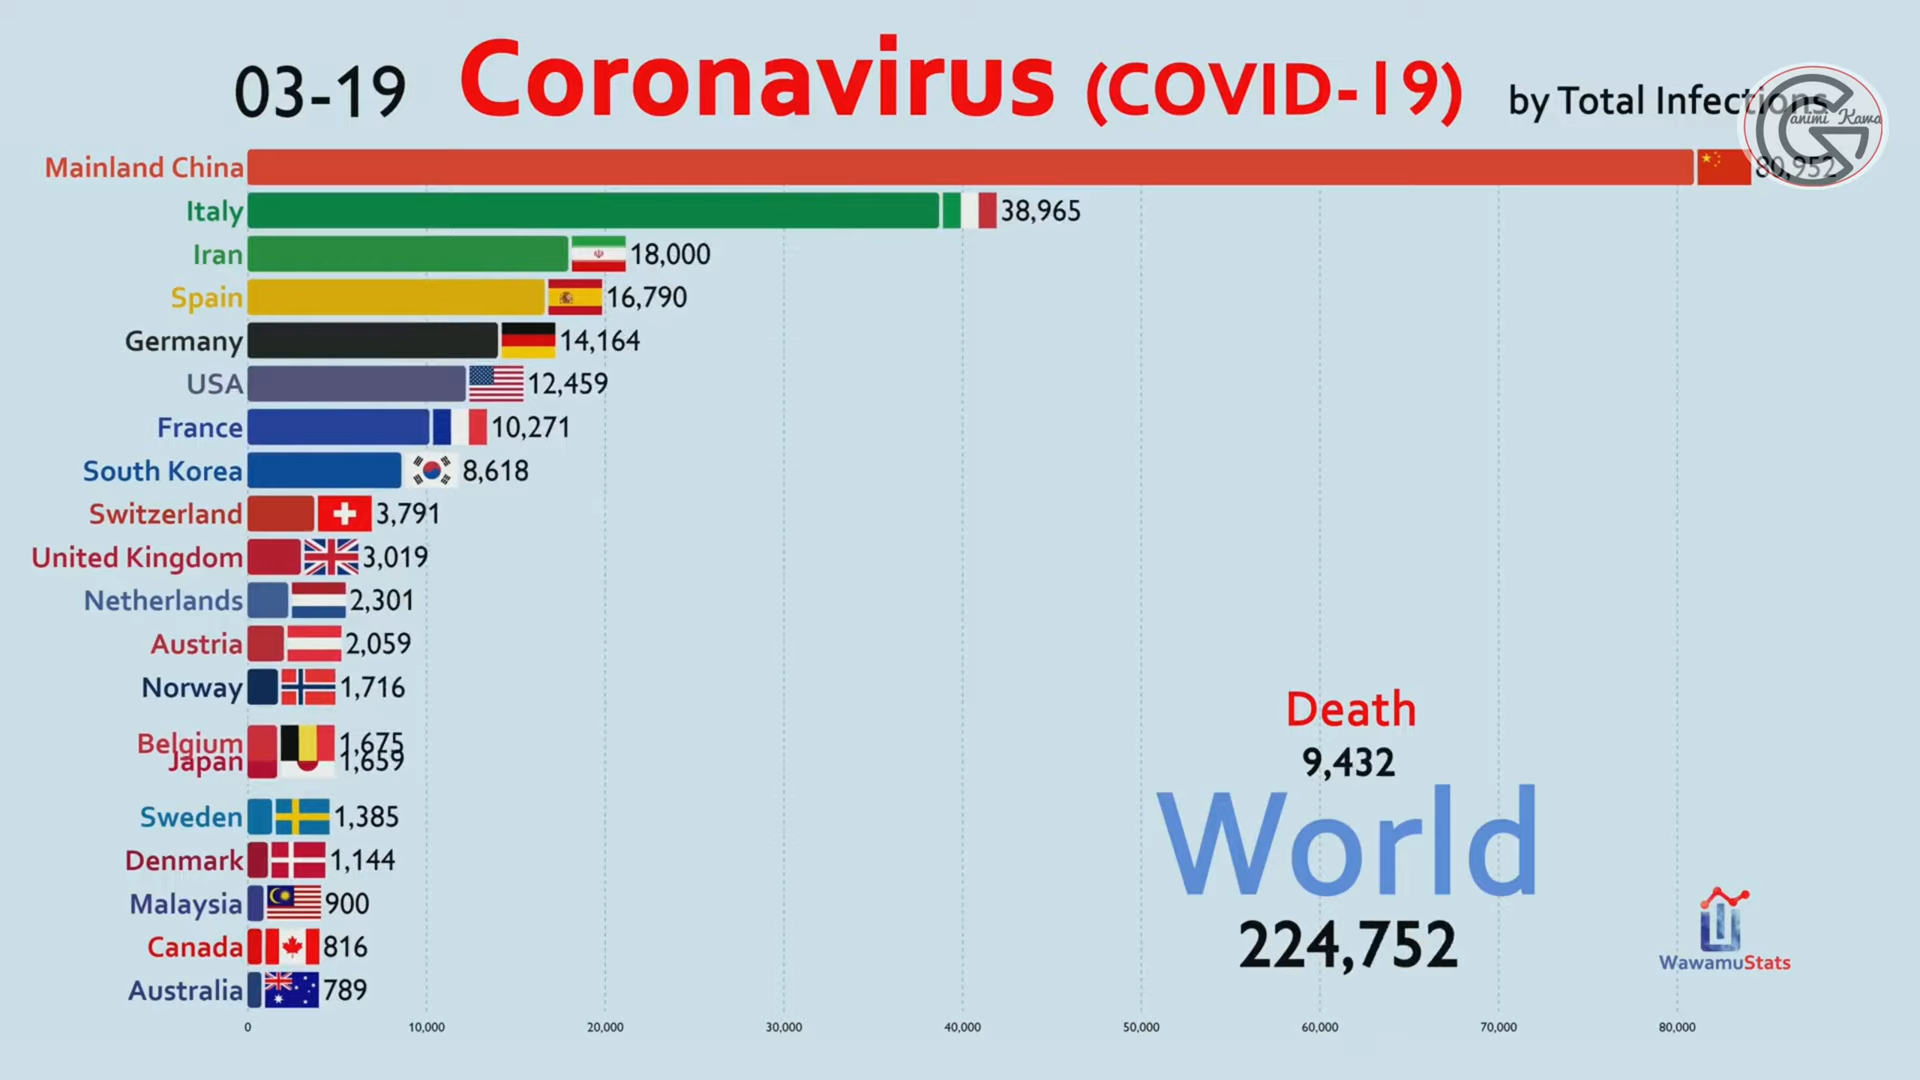 03-19 Coronavirus (COVID-19) by Total Infections
Ganimi Kawa
Mainland China 80,952
Italy 38,965
Iran 18,000
Spain 16,790
Germany 14,164
USA 12,459
France 10,271
South Korea 8,618
Switzerland 3,791
United Kingdom 3,019
Netherlands 2,301
Austria 2,059
Norway 1,716
Belgium 1,675
Japan 1,659
Sweden 1,385
Denmark 1,144
Malaysia 900
Canada 816
Australia 789
Death
9,432
World
224,752
WawamuStats
0 10,000 20,000 30,000 40,000 50,000 60,000 70,000 80,000